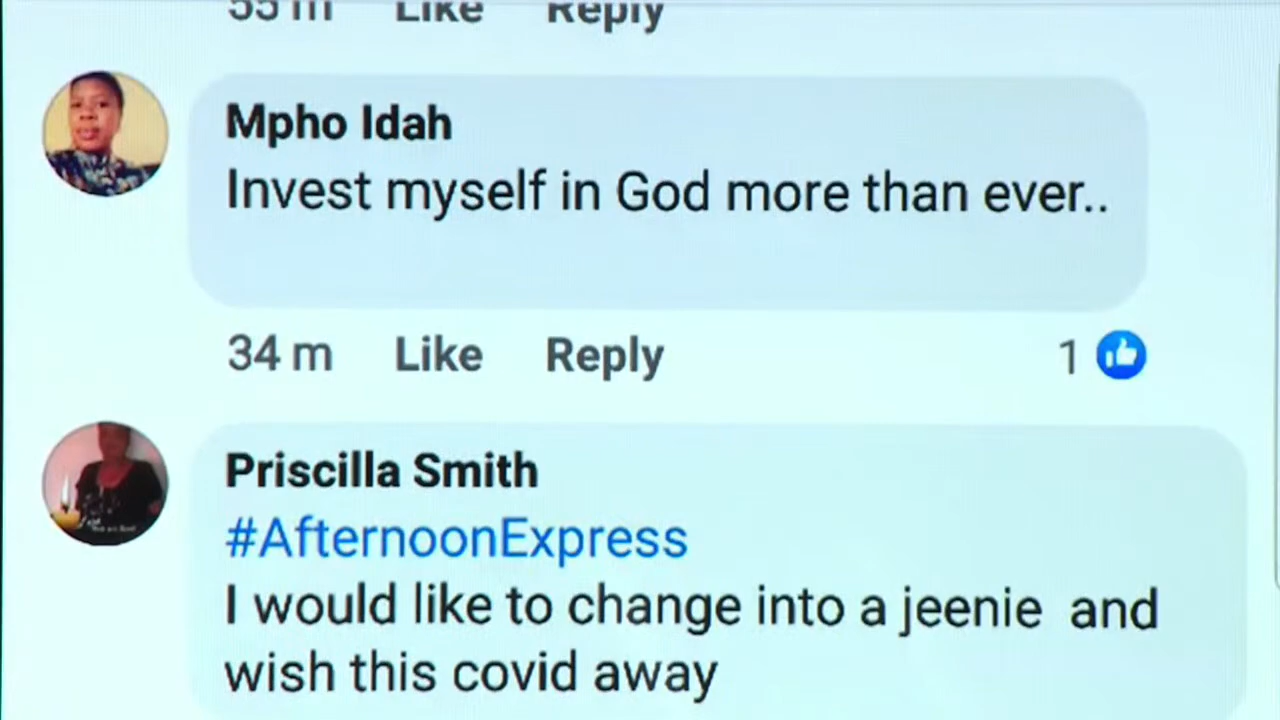 55 m Like Reply
Mpho Idah
Invest myself in God more than ever..
34 m Like Reply 1
Priscilla Smith
#AfternoonExpress
I would like to change into a jeenie and
wish this covid away